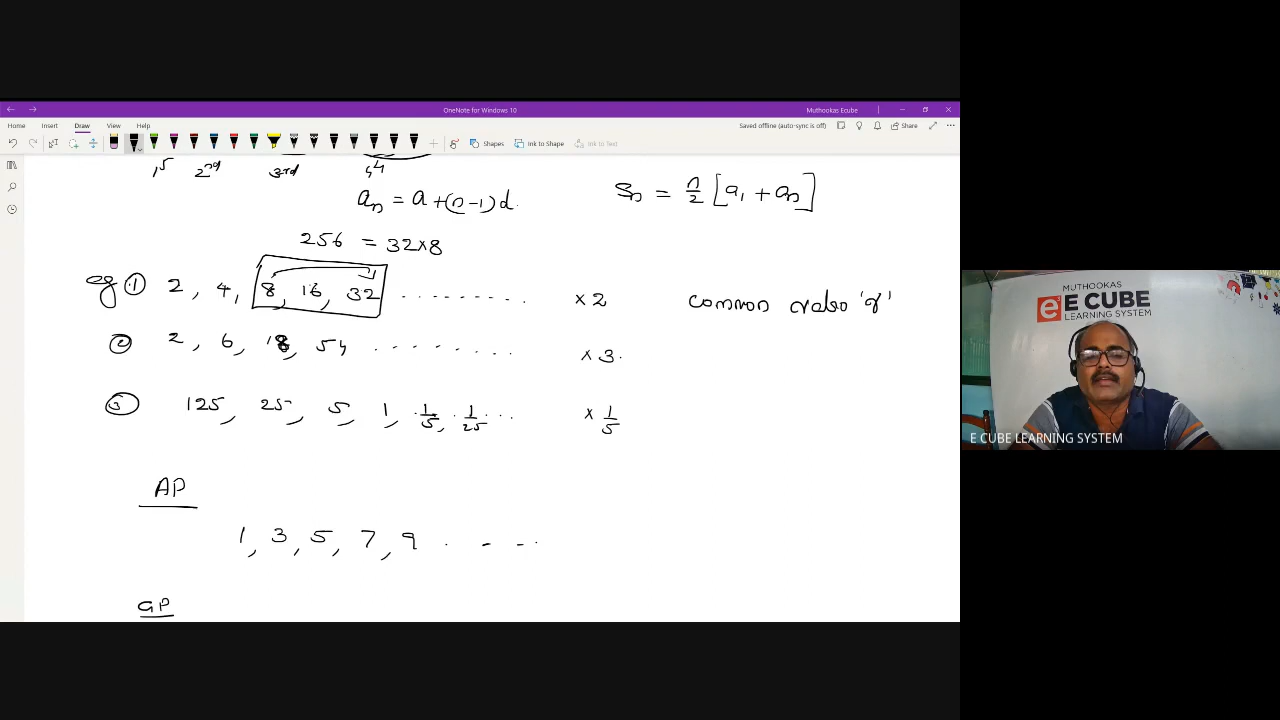 OneNote for Windows 10
Muthookas Ecube
Home Insert Draw View Help
Saved offline (auto-sync is off) Share
Shapes Ink to Shape Ink to Text
1st 2nd 3rd
aₙ = a + (n-1) d.
Sₙ = n/2 [a₁ + aₙ]
256 = 32×8
eg ① 2, 4, 8, 16, 32 ......... ×2 common ratio 'r'
② 2, 6, 18, 54, ........ ×3.
③ 125, 25, 5, 1, 1/5, 1/25 ... × 1/5
AP
1, 3, 5, 7, 9 . - - - .
GP
MUTHOOKAS
E E CUBE
LEARNING SYSTEM
E CUBE LEARNING SYSTEM